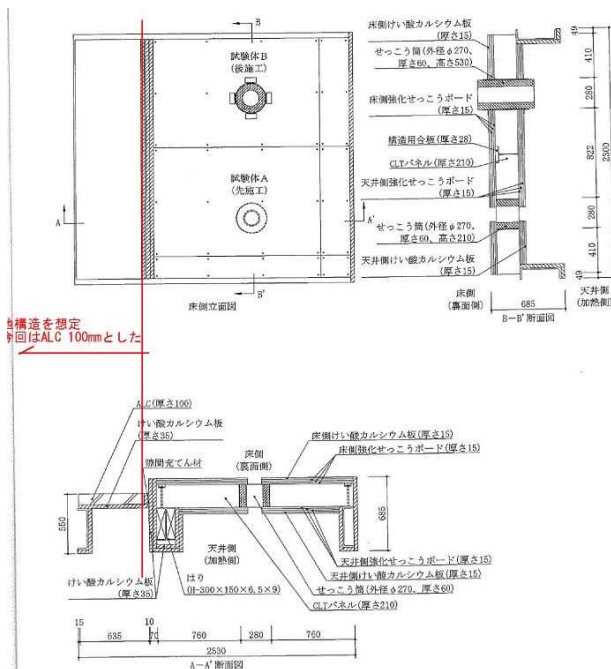 B
試験体B
(後施工)
試験体A
(先施工)
A
A'
B'
床側立面図
床側けい酸カルシウム板
(厚さ15)
せっこう筒(外径φ270、
厚さ60、高さ530)
床側強化せっこうボード
(厚さ15)
構造用合板(厚さ28)
CLTパネル(厚さ210)
天井側強化せっこうボード
(厚さ15)
せっこう筒(外径φ270、
厚さ60、高さ210)
天井側けい酸カルシウム板
(厚さ15)
49
410
280
822
280
410
49
2300
床側
(裏面側)
685
天井側
(加熱側)
B-B'断面図
構造を想定
今回はALC 100mmとした
ALC(厚さ100)
けい酸カルシウム板
(厚さ35)
隙間充てん材
床側
(裏面側)
床側けい酸カルシウム板(厚さ15)
床側強化せっこうボード(厚さ15)
550
685
天井側
(加熱側)
けい酸カルシウム板
(厚さ35)
はり
(H-300×150×6.5×9)
天井側強化せっこうボード(厚さ15)
天井側けい酸カルシウム板(厚さ15)
せっこう筒(外径φ270、厚さ60)
CLTパネル(厚さ210)
15
635
10
70
760
280
760
2530
A-A'断面図